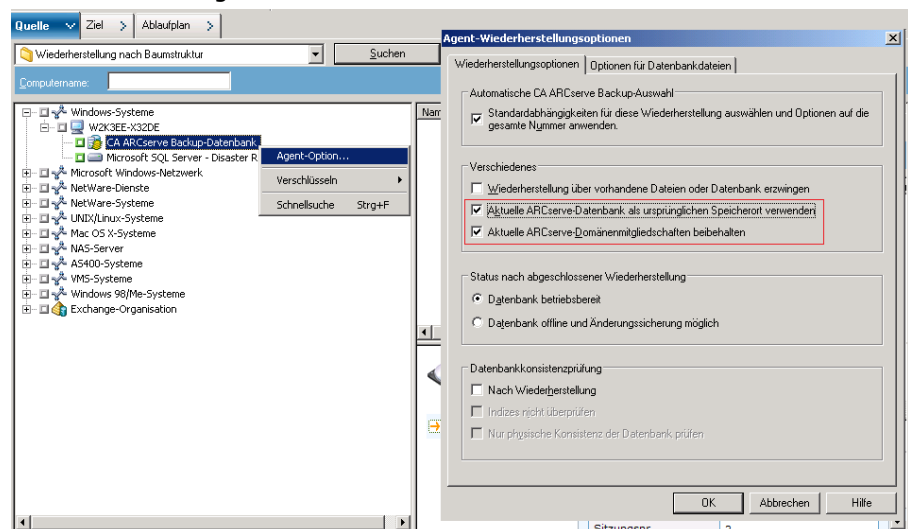 Quelle
Ziel
Ablaufplan
Wiederherstellung nach Baumstruktur
Suchen
Computername:
Windows-Systeme
W2K3EE-X32DE
CA ARCserve Backup-Datenbank
Microsoft SQL Server - Disaster R
Microsoft Windows-Netzwerk
NetWare-Dienste
NetWare-Systeme
UNIX/Linux-Systeme
Mac OS X-Systeme
NAS-Server
AS400-Systeme
VMS-Systeme
Windows 98/Me-Systeme
Exchange-Organisation
Agent-Option...
Verschlüsseln
Schnellsuche Strg+F
Agent-Wiederherstellungsoptionen
Wiederherstellungsoptionen
Optionen für Datenbankdateien
Automatische CA ARCserve Backup-Auswahl
Standardabhängigkeiten für diese Wiederherstellung auswählen und Optionen auf die
gesamte Nummer anwenden.
Verschiedenes
Wiederherstellung über vorhandene Dateien oder Datenbank erzwingen
Aktuelle ARCserve-Datenbank als ursprünglichen Speicherort verwenden
Aktuelle ARCserve-Domänenmitgliedschaften beibehalten
Status nach abgeschlossener Wiederherstellung
Datenbank betriebsbereit
Datenbank offline und Änderungssicherung möglich
Datenbankkonsistenzprüfung
Nach Wiederherstellung
Indizes nicht überprüfen
Nur physische Konsistenz der Datenbank prüfen
OK
Abbrechen
Hilfe